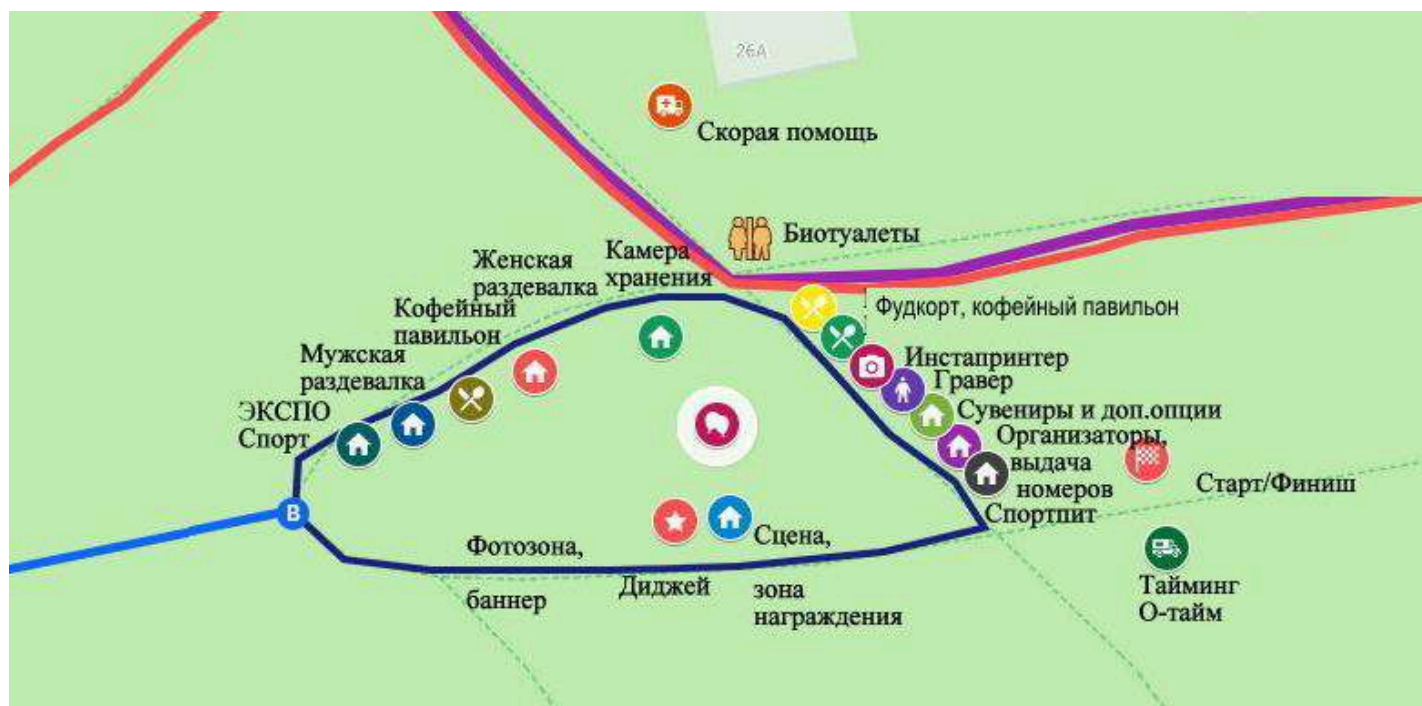 26А
Скорая помощь
Биотуалеты
Камера
хранения
Женская
раздевалка
Кофейный
павильон
Мужская
раздевалка
ЭКСПО
Спорт
Фудкорт, кофейный павильон
Инстапринтер
Гравер
Сувениры и доп.опции
Организаторы,
выдача
номеров
Спортпит
Старт/Финиш
B
Фотозона,
баннер
Диджей
Сцена,
зона
награждения
Тайминг
О-тайм